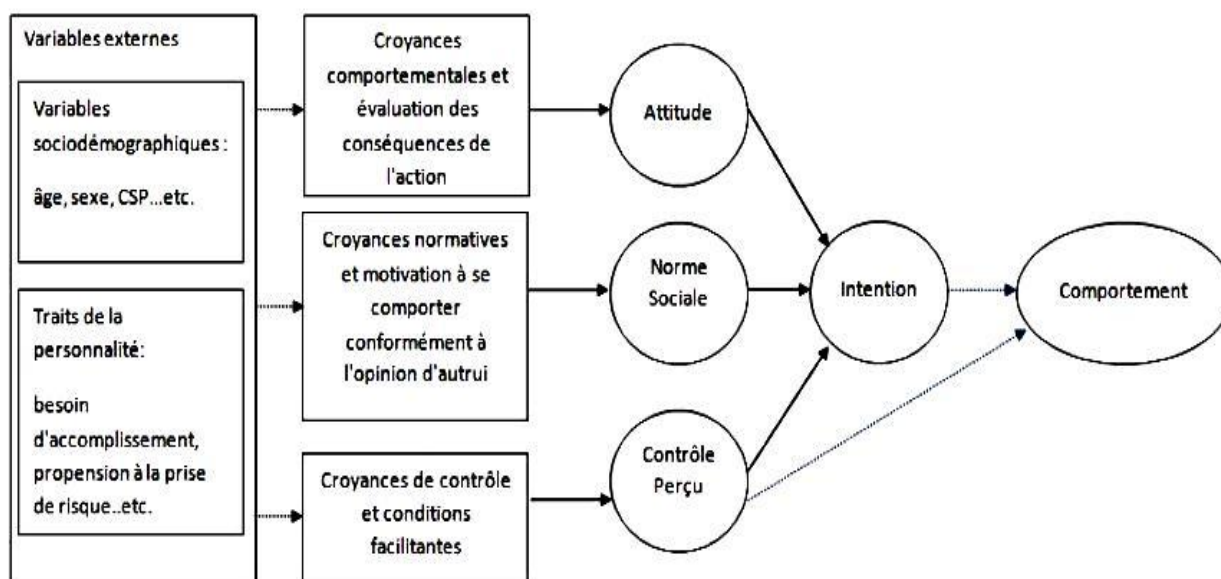 Variables externes
Variables
sociodémographiques :
âge, sexe, CSP...etc.
Traits de la
personnalité:
besoin
d'accomplissement,
propension à la prise
de risque..etc.
Croyances
comportementales et
évaluation des
conséquences de
l'action
Croyances normatives
et motivation à se
comporter
conformément à
l'opinion d'autrui
Croyances de contrôle
et conditions
facilitantes
Attitude
Norme
Sociale
Contrôle
Perçu
Intention
Comportement